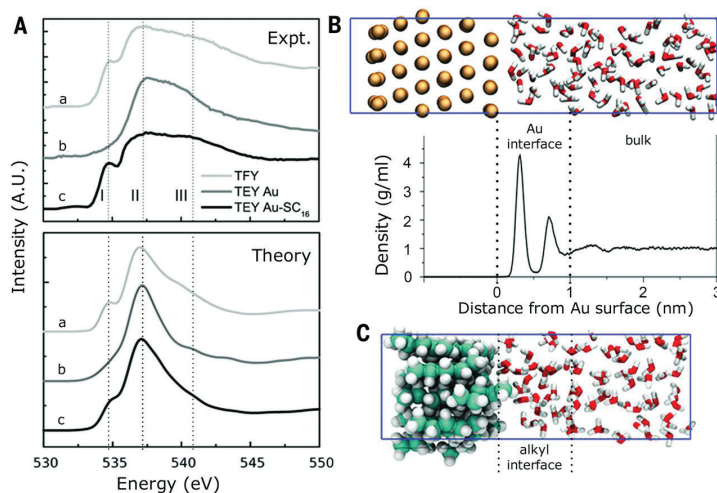 A
Expt.
a
b
c
I
II
III
TFY
TEY Au
TEY Au-SC16
Intensity (A.U.)
Theory
a
b
c
530
535
540
545
550
Energy (eV)
B
Au
interface
bulk
Density (g/ml)
4
3
2
1
0
-1
0
1
2
3
Distance from Au surface (nm)
C
alkyl
interface